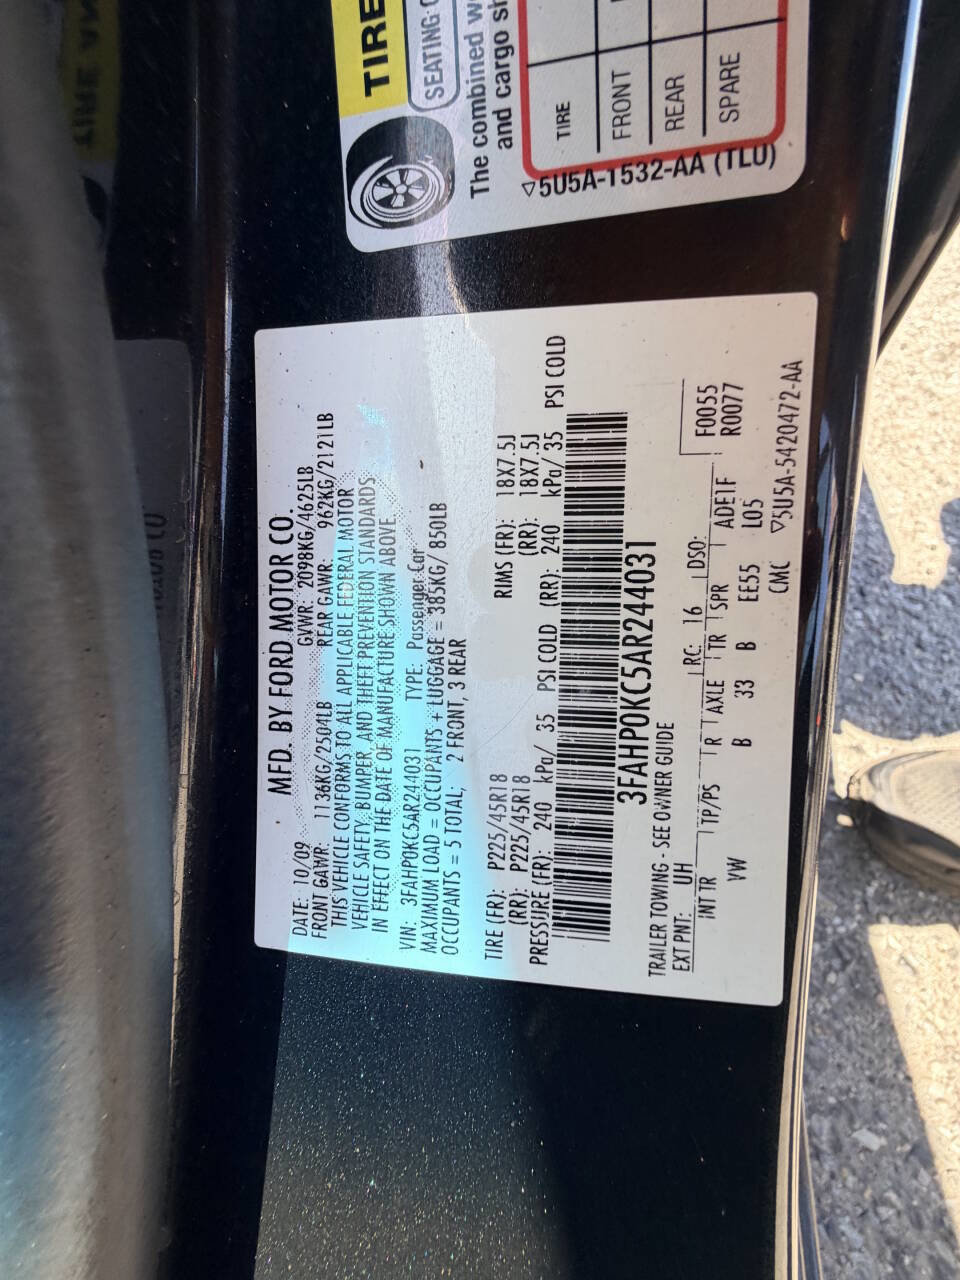 TIRE
SEATING
The combined
and cargo
TIRE
FRONT
REAR
SPARE
5U5A-1532-AA (TLU)
MFD. BY FORD MOTOR CO.
DATE: 10/09 GVWR: 2098KG/4625LB
FRONT GAWR: 1136KG/2504LB REAR GAWR: 962KG/2121LB
THIS VEHICLE CONFORMS TO ALL APPLICABLE FEDERAL MOTOR
VEHICLE SAFETY, BUMPER, AND THEFT PREVENTION STANDARDS
IN EFFECT ON THE DATE OF MANUFACTURE SHOWN ABOVE.
VIN: 3FAHP0KC5AR244031 TYPE: Passenger Car
MAXIMUM LOAD = OCCUPANTS + LUGGAGE = 385KG/ 850LB
OCCUPANTS = 5 TOTAL; 2 FRONT, 3 REAR
TIRE (FR): P225/45R18 RIMS (FR): 18X7.5J
(RR): P225/45R18 (RR): 18X7.5J
PRESSURE (FR): 240 kPa/ 35 PSI COLD (RR): 240 kPa/ 35 PSI COLD
3FAHP0KC5AR244031
TRAILER TOWING - SEE OWNER GUIDE
EXT PNT: UH RC: 16 DSO: F0055
R0077
INT TR TP/PS R AXLE TR SPR ADE1F
VW B 33 B EE55 L05
CMC 5U5A-5420472-AA